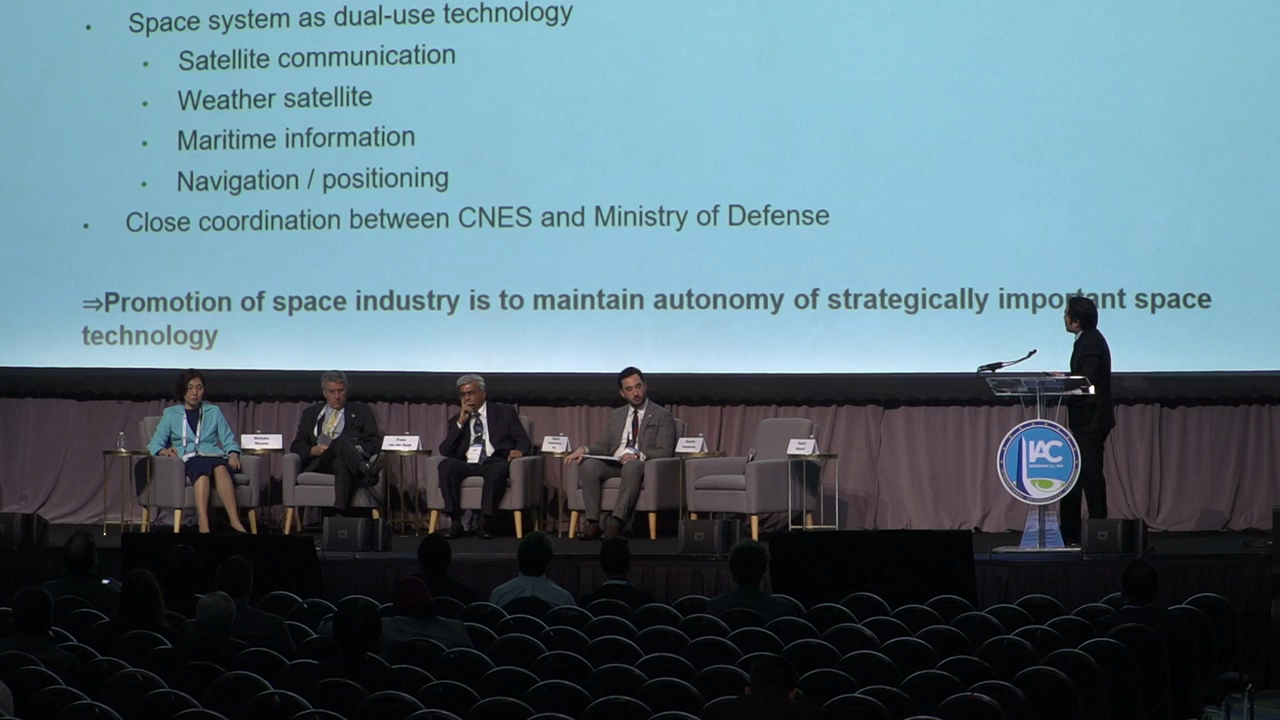 • Space system as dual-use technology
• Satellite communication
• Weather satellite
• Maritime information
• Navigation / positioning
• Close coordination between CNES and Ministry of Defense
⇒Promotion of space industry is to maintain autonomy of strategically important space
technology
IAC